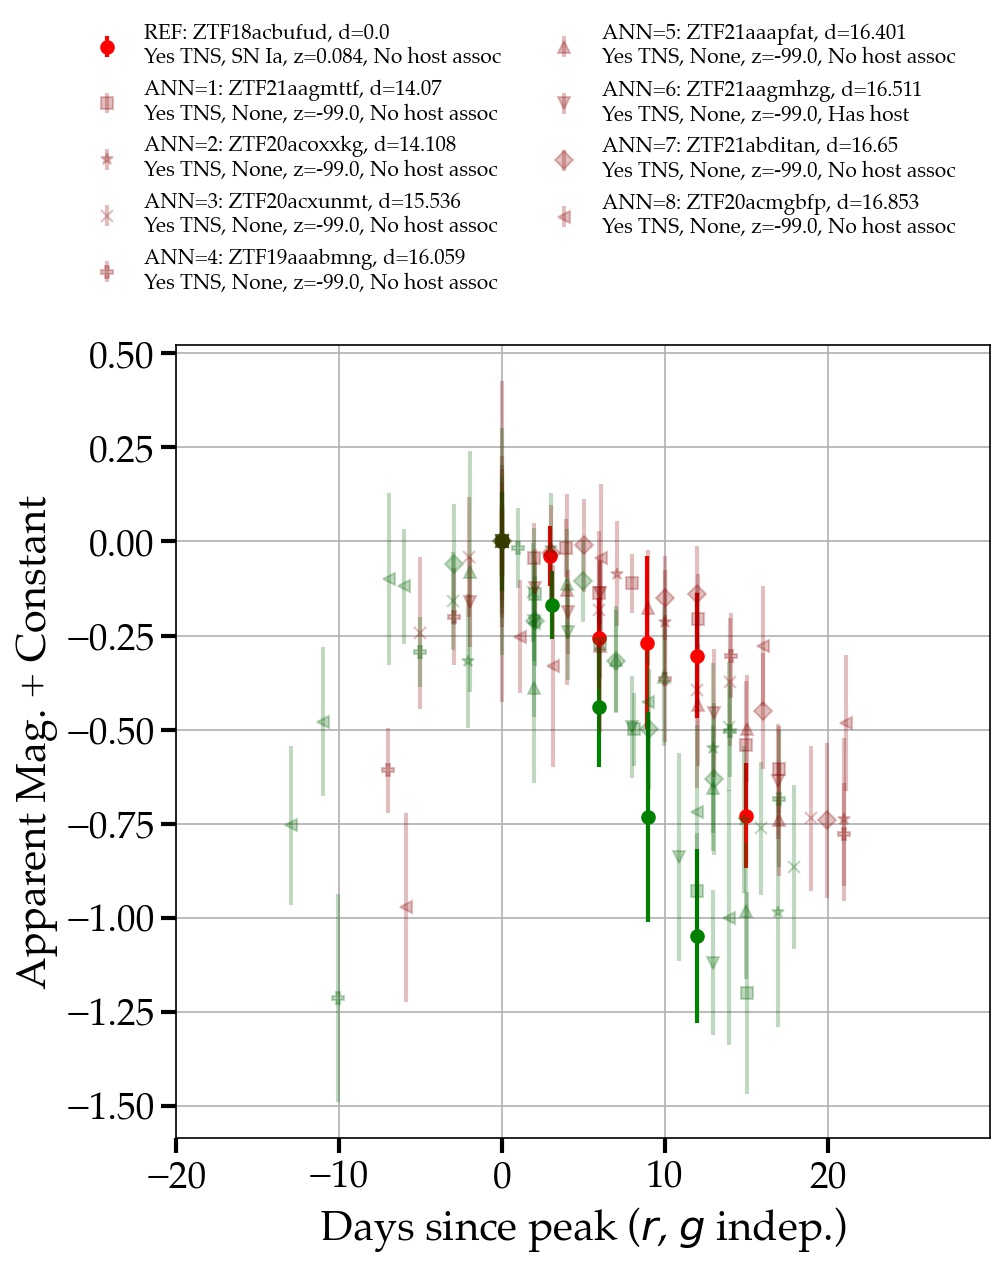 REF: ZTF18acbufud, d=0.0
Yes TNS, SN Ia, z=0.084, No host assoc
ANN=1: ZTF21aagmttf, d=14.07
Yes TNS, None, z=-99.0, No host assoc
ANN=2: ZTF20acoxxkg, d=14.108
Yes TNS, None, z=-99.0, No host assoc
ANN=3: ZTF20acxunmt, d=15.536
Yes TNS, None, z=-99.0, No host assoc
ANN=4: ZTF19aaabmng, d=16.059
Yes TNS, None, z=-99.0, No host assoc
ANN=5: ZTF21aaapfat, d=16.401
Yes TNS, None, z=-99.0, No host assoc
ANN=6: ZTF21aagmhzg, d=16.511
Yes TNS, None, z=-99.0, Has host
ANN=7: ZTF21abditan, d=16.65
Yes TNS, None, z=-99.0, No host assoc
ANN=8: ZTF20acmgbfp, d=16.853
Yes TNS, None, z=-99.0, No host assoc
Apparent Mag. + Constant
0.50
0.25
0.00
−0.25
−0.50
−0.75
−1.00
−1.25
−1.50
−20
−10
0
10
20
Days since peak (r, g indep.)